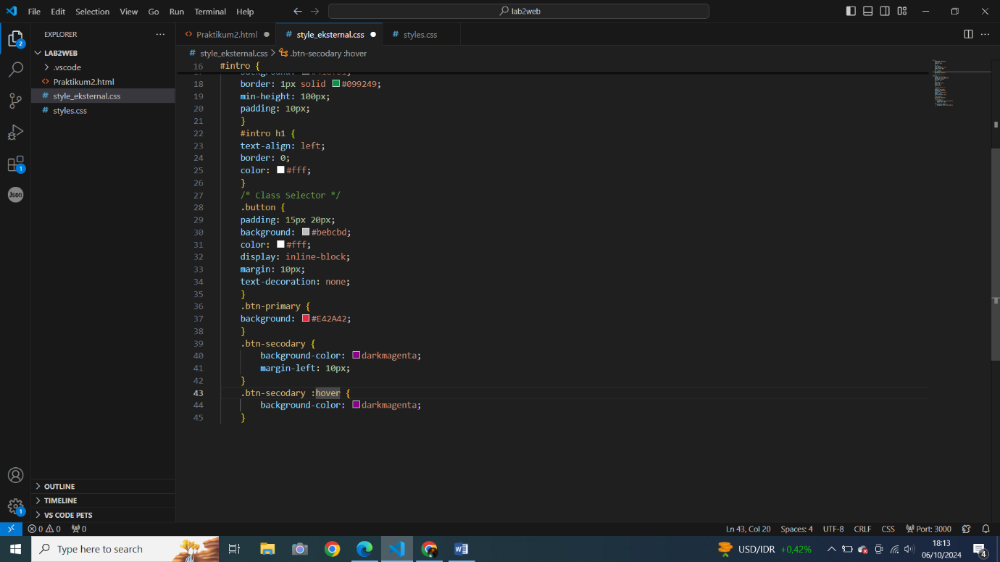 File Edit Selection View Go Run Terminal Help
lab2web
EXPLORER
Praktikum2.html
style_eksternal.css
styles.css
LAB2WEB
.vscode
Praktikum2.html
style_eksternal.css
styles.css
style_eksternal.css > .btn-secodary :hover
16 #intro {
18 border: 1px solid #099249;
19 min-height: 100px;
20 padding: 10px;
21 }
22 #intro h1 {
23 text-align: left;
24 border: 0;
25 color: #fff;
26 }
27 /* Class Selector */
28 .button {
29 padding: 15px 20px;
30 background: #bebcbd;
31 color: #fff;
32 display: inline-block;
33 margin: 10px;
34 text-decoration: none;
35 }
36 .btn-primary {
37 background: #E42A42;
38 }
39 .btn-secodary {
40 background-color: darkmagenta;
41 margin-left: 10px;
42 }
43 .btn-secodary :hover {
44 background-color: darkmagenta;
45 }
2
1
Json
1
OUTLINE
TIMELINE
VS CODE PETS
0 0 0
Ln 43, Col 20 Spaces: 4 UTF-8 CRLF CSS Port: 3000
Type here to search
USD/IDR +0,42%
18:13
06/10/2024
4